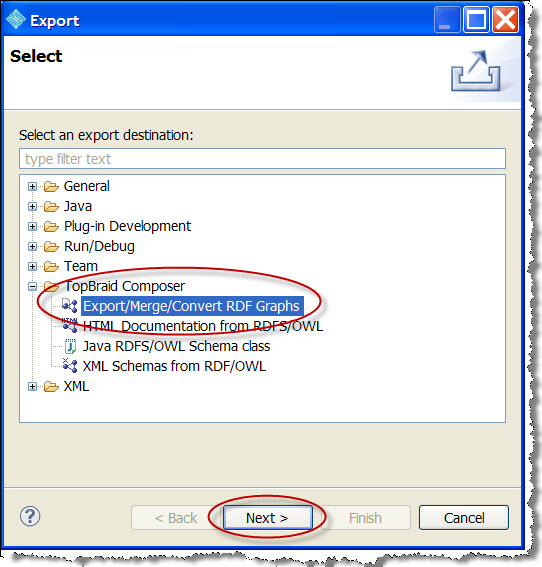 Export
Select
Select an export destination:
type filter text
General
Java
Plug-in Development
Run/Debug
Team
TopBraid Composer
Export/Merge/Convert RDF Graphs
HTML Documentation from RDFS/OWL
Java RDFS/OWL Schema class
XML Schemas from RDF/OWL
XML
? < Back Next > Finish Cancel